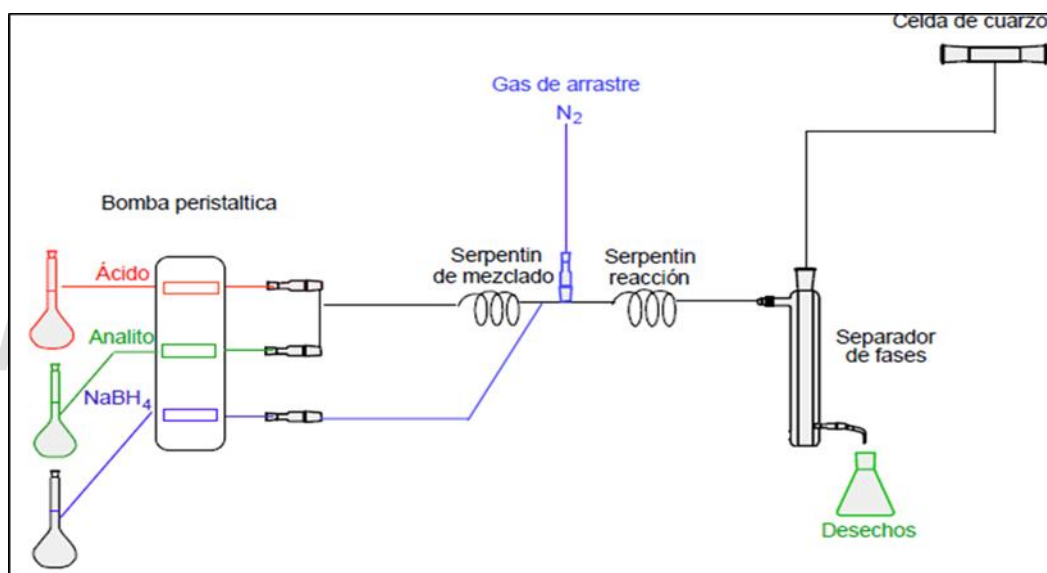 Celda de cuarzo
Gas de arrastre
N₂
Bomba peristaltica
Serpentin
de mezclado
Serpentin
reacción
Ácido
Analito
NaBH₄
Separador
de fases
Desechos